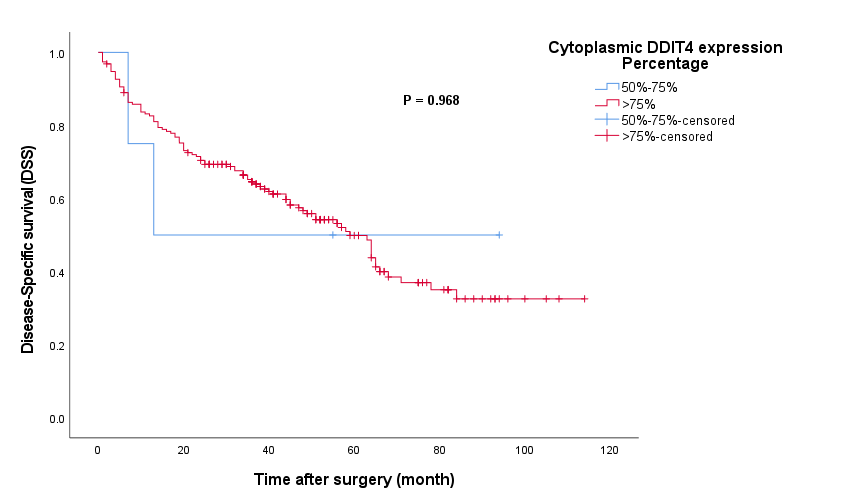 Cytoplasmic DDIT4 expression
Percentage
50%-75%
>75%
50%-75%-censored
>75%-censored
P = 0.968
Disease-Specific survival (DSS)
1.0
0.8
0.6
0.4
0.2
0.0
0 20 40 60 80 100 120
Time after surgery (month)